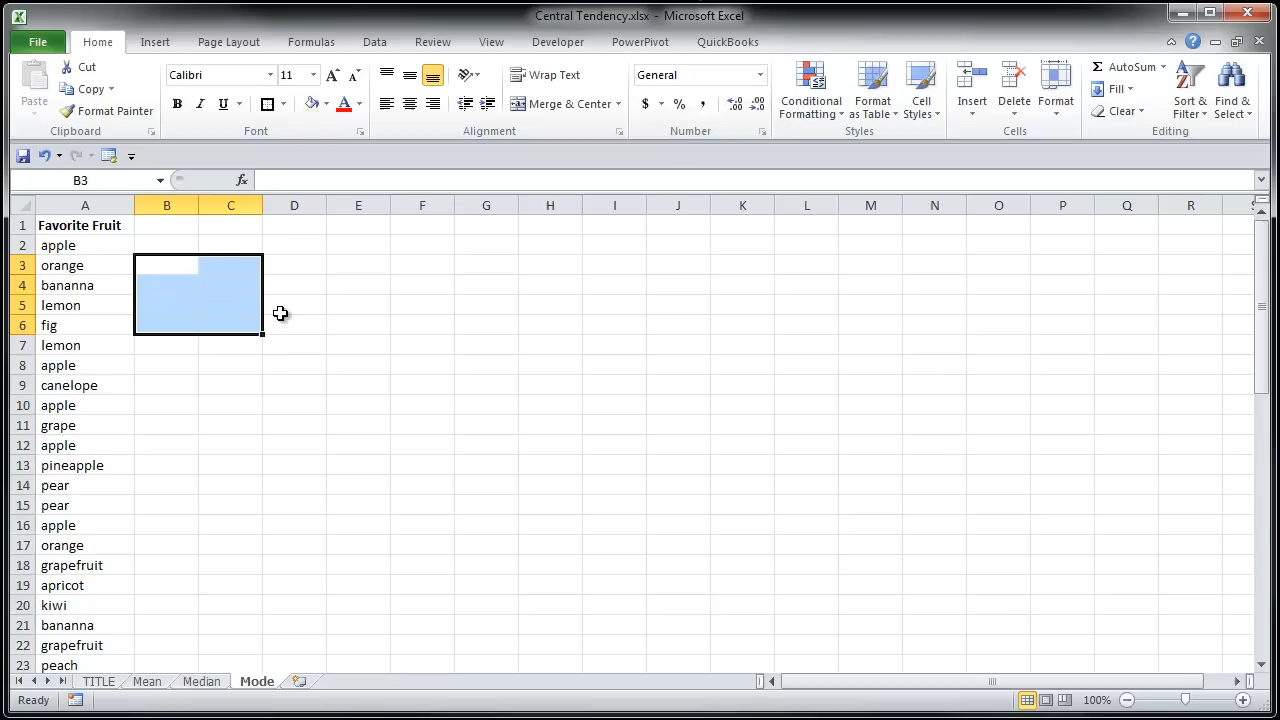 Central Tendency.xlsx - Microsoft Excel
File Home Insert Page Layout Formulas Data Review View Developer PowerPivot QuickBooks
Paste
Cut
Copy
Format Painter
Clipboard
Calibri 11
B I U A
Font
Wrap Text
Merge & Center
Alignment
General
$ % ,
Number
Conditional Formatting
Format as Table
Cell Styles
Styles
Insert
Delete
Format
Cells
Σ AutoSum
Fill
Clear
Sort & Filter
Find & Select
Editing
B3 fx
A B C D E F G H I J K L M N O P Q R S
1 Favorite Fruit
2 apple
3 orange
4 bananna
5 lemon
6 fig
7 lemon
8 apple
9 canelope
10 apple
11 grape
12 apple
13 pineapple
14 pear
15 pear
16 apple
17 orange
18 grapefruit
19 apricot
20 kiwi
21 bananna
22 grapefruit
23 peach
TITLE Mean Median Mode
Ready 100%